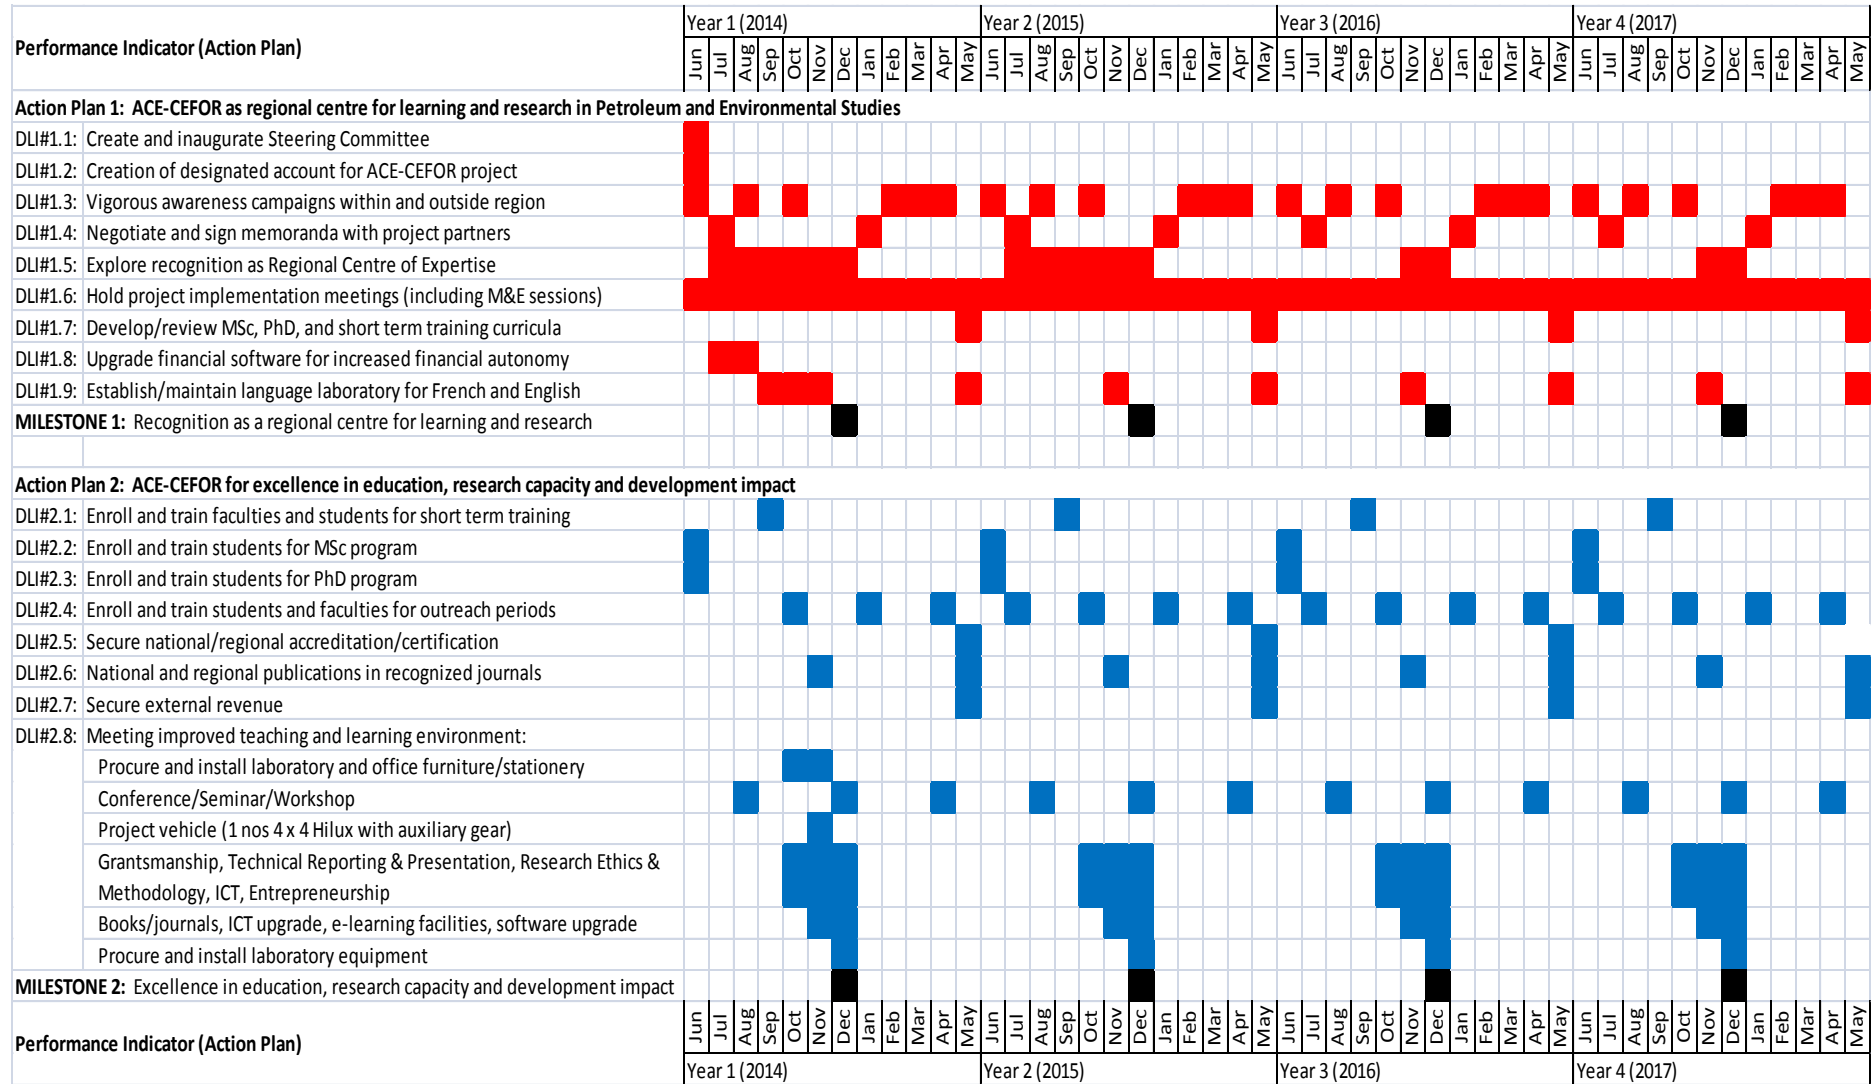 Year 1 (2014) Year 2 (2015) Year 3 (2016) Year 4 (2017)
Performance Indicator (Action Plan)
Jun Jul Aug Sep Oct Nov Dec Jan Feb Mar Apr May Jun Jul Aug Sep Oct Nov Dec Jan Feb Mar Apr May Jun Jul Aug Sep Oct Nov Dec Jan Feb Mar Apr May Jun Jul Aug Sep Oct Nov Dec Jan Feb Mar Apr May
Action Plan 1: ACE-CEFOR as regional centre for learning and research in Petroleum and Environmental Studies
DLI#1.1: Create and inaugurate Steering Committee
DLI#1.2: Creation of designated account for ACE-CEFOR project
DLI#1.3: Vigorous awareness campaigns within and outside region
DLI#1.4: Negotiate and sign memoranda with project partners
DLI#1.5: Explore recognition as Regional Centre of Expertise
DLI#1.6: Hold project implementation meetings (including M&E sessions)
DLI#1.7: Develop/review MSc, PhD, and short term training curricula
DLI#1.8: Upgrade financial software for increased financial autonomy
DLI#1.9: Establish/maintain language laboratory for French and English
MILESTONE 1: Recognition as a regional centre for learning and research
Action Plan 2: ACE-CEFOR for excellence in education, research capacity and development impact
DLI#2.1: Enroll and train faculties and students for short term training
DLI#2.2: Enroll and train students for MSc program
DLI#2.3: Enroll and train students for PhD program
DLI#2.4: Enroll and train students and faculties for outreach periods
DLI#2.5: Secure national/regional accreditation/certification
DLI#2.6: National and regional publications in recognized journals
DLI#2.7: Secure external revenue
DLI#2.8: Meeting improved teaching and learning environment:
Procure and install laboratory and office furniture/stationery
Conference/Seminar/Workshop
Project vehicle (1 nos 4 x 4 Hilux with auxiliary gear)
Grantsmanship, Technical Reporting & Presentation, Research Ethics &
Methodology, ICT, Entrepreneurship
Books/journals, ICT upgrade, e-learning facilities, software upgrade
Procure and install laboratory equipment
MILESTONE 2: Excellence in education, research capacity and development impact
Jun Jul Aug Sep Oct Nov Dec Jan Feb Mar Apr May Jun Jul Aug Sep Oct Nov Dec Jan Feb Mar Apr May Jun Jul Aug Sep Oct Nov Dec Jan Feb Mar Apr May Jun Jul Aug Sep Oct Nov Dec Jan Feb Mar Apr May
Performance Indicator (Action Plan)
Year 1 (2014) Year 2 (2015) Year 3 (2016) Year 4 (2017)